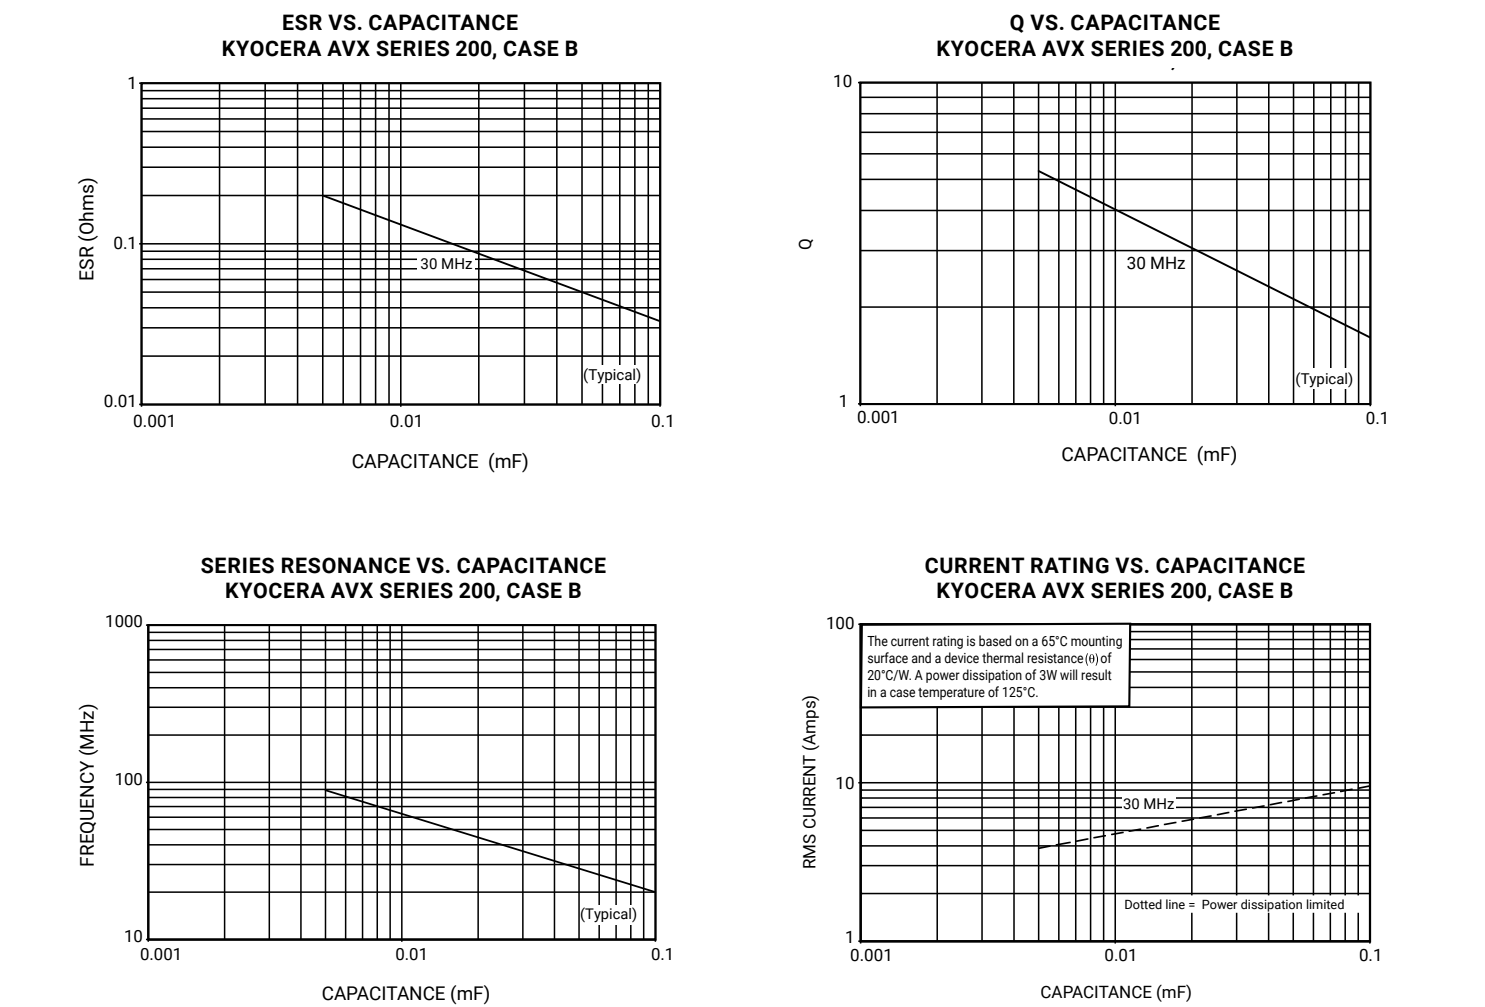 ESR VS. CAPACITANCE
KYOCERA AVX SERIES 200, CASE B
1
0.1
0.01
ESR (Ohms)
30 MHz
(Typical)
0.001
0.01
0.1
CAPACITANCE (mF)
Q VS. CAPACITANCE
KYOCERA AVX SERIES 200, CASE B
10
1
Q
30 MHz
(Typical)
0.001
0.01
0.1
CAPACITANCE (mF)
SERIES RESONANCE VS. CAPACITANCE
KYOCERA AVX SERIES 200, CASE B
1000
100
10
FREQUENCY (MHz)
(Typical)
0.001
0.01
0.1
CAPACITANCE (mF)
CURRENT RATING VS. CAPACITANCE
KYOCERA AVX SERIES 200, CASE B
100
10
1
RMS CURRENT (Amps)
The current rating is based on a 65°C mounting
surface and a device thermal resistance (θ) of
20°C/W. A power dissipation of 3W will result
in a case temperature of 125°C.
30 MHz
Dotted line = Power dissipation limited
0.001
0.01
0.1
CAPACITANCE (mF)